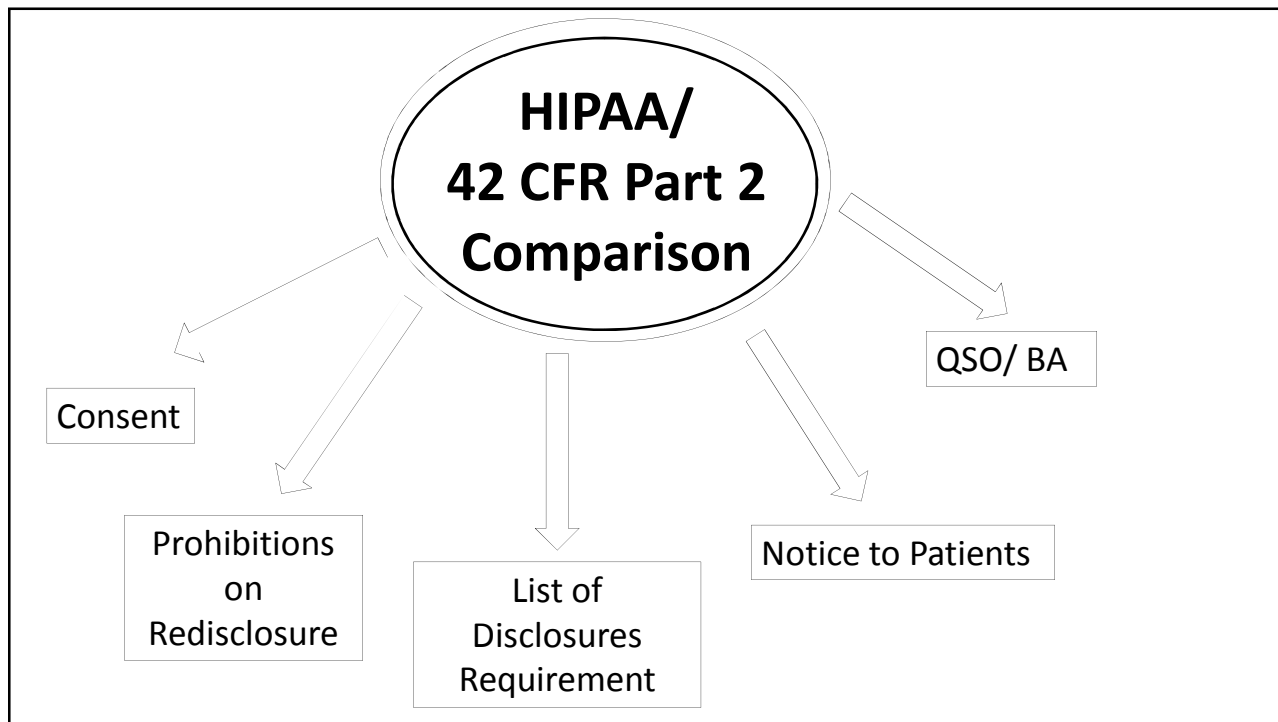 HIPAA/
42 CFR Part 2
Comparison
QSO/ BA
Consent
Prohibitions
on
Redisclosure
List of
Disclosures
Requirement
Notice to Patients